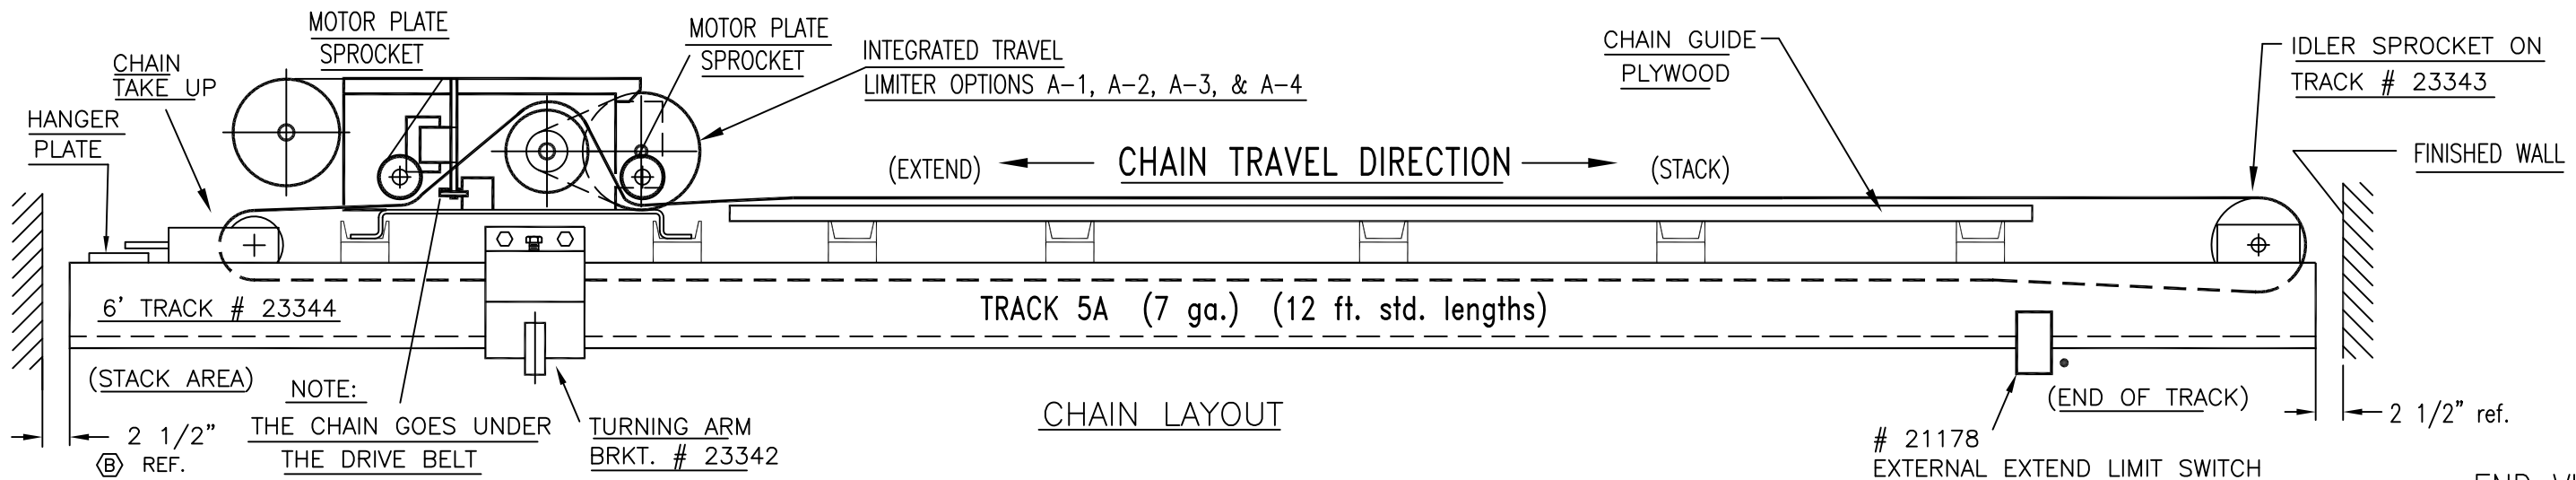 MOTOR PLATE
SPROCKET
MOTOR PLATE
SPROCKET
INTEGRATED TRAVEL
LIMITER OPTIONS A-1, A-2, A-3, & A-4
CHAIN GUIDE
PLYWOOD
IDLER SPROCKET ON
TRACK # 23343
CHAIN
TAKE UP
HANGER
PLATE
(EXTEND) CHAIN TRAVEL DIRECTION (STACK)
FINISHED WALL
6' TRACK # 23344
TRACK 5A (7 ga.) (12 ft. std. lengths)
(STACK AREA)
NOTE:
THE CHAIN GOES UNDER
THE DRIVE BELT
2 1/2"
B REF.
TURNING ARM
BRKT. # 23342
CHAIN LAYOUT
(END OF TRACK)
2 1/2" ref.
# 21178
EXTERNAL EXTEND LIMIT SWITCH